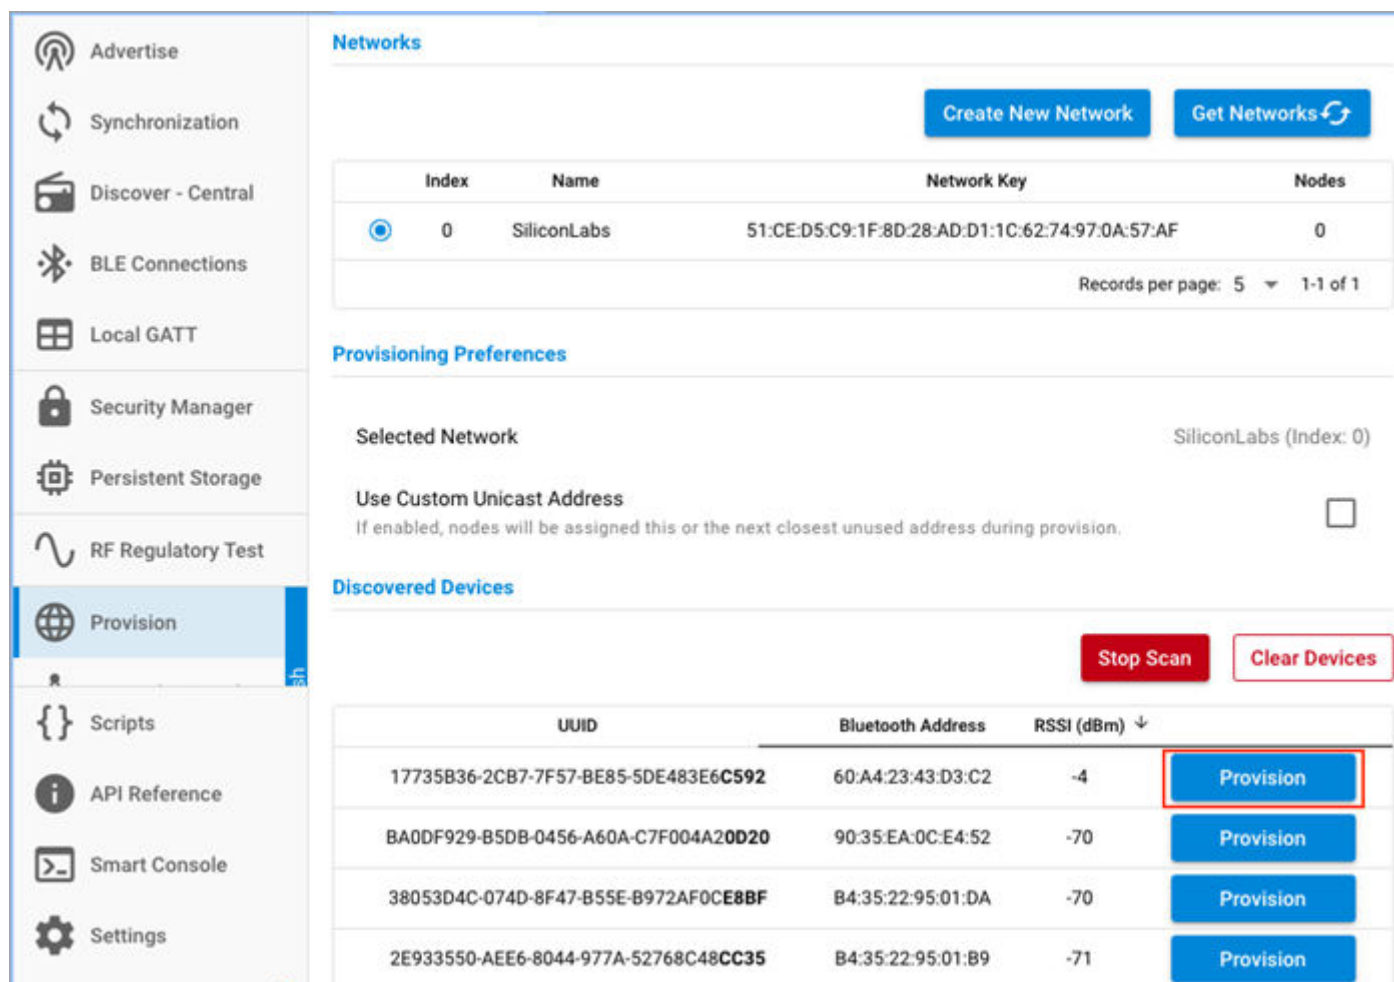 Advertise
Synchronization
Discover - Central
BLE Connections
Local GATT
Security Manager
Persistent Storage
RF Regulatory Test
Provision
Scripts
API Reference
Smart Console
Settings
Networks
Create New Network
Get Networks
Index Name Network Key Nodes
0 SiliconLabs 51:CE:D5:C9:1F:8D:28:AD:D1:1C:62:74:97:0A:57:AF 0
Records per page: 5 1-1 of 1
Provisioning Preferences
Selected Network SiliconLabs (Index: 0)
Use Custom Unicast Address
If enabled, nodes will be assigned this or the next closest unused address during provision.
Discovered Devices
Stop Scan Clear Devices
UUID Bluetooth Address RSSI (dBm)
17735B36-2CB7-7F57-BE85-5DE483E6C592 60:A4:23:43:D3:C2 -4 Provision
BA0DF929-B5DB-0456-A60A-C7F004A20D20 90:35:EA:0C:E4:52 -70 Provision
38053D4C-074D-8F47-B55E-B972AF0CE8BF B4:35:22:95:01:DA -70 Provision
2E933550-AEE6-8044-977A-52768C48CC35 B4:35:22:95:01:B9 -71 Provision